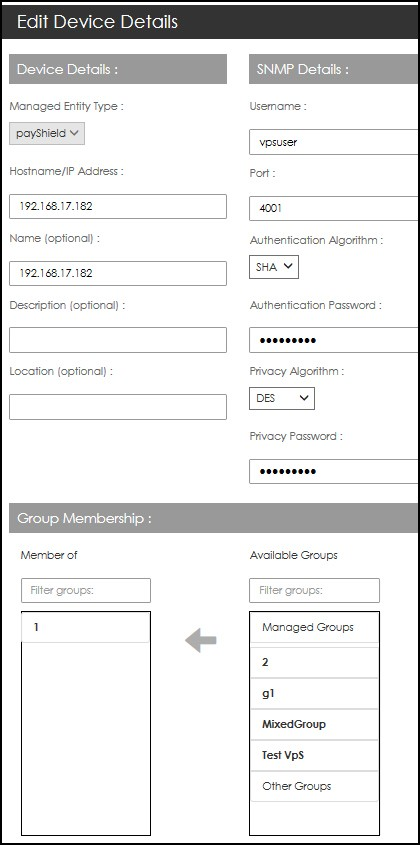 Edit Device Details
Device Details :
Managed Entity Type :
payShield
Hostname/IP Address :
192.168.17.182
Name (optional) :
192.168.17.182
Description (optional) :
Location (optional) :
SNMP Details :
Username :
vpsuser
Port :
4001
Authentication Algorithm :
SHA
Authentication Password :
•••••••••
Privacy Algorithm :
DES
Privacy Password :
•••••••••
Group Membership :
Member of
Filter groups:
1
Available Groups
Filter groups:
Managed Groups
2
g1
MixedGroup
Test VpS
Other Groups